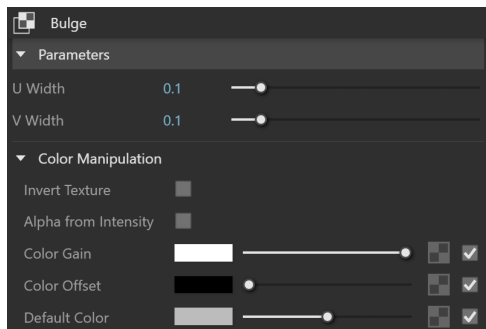 Bulge
Parameters
U Width 0.1
V Width 0.1
Color Manipulation
Invert Texture
Alpha from Intensity
Color Gain
Color Offset
Default Color